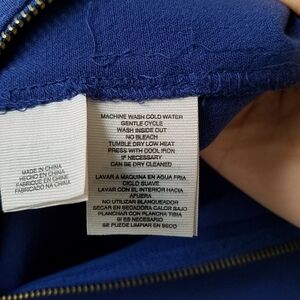 MADE IN CHINA
HECHO EN CHINA
FABRIQUE EN CHINE
FABRICADO NA CHINA
MACHINE WASH COLD WATER
GENTLE CYCLE
WASH INSIDE OUT
NO BLEACH
TUMBLE DRY LOW HEAT
PRESS WITH COOL IRON
IF NECESSARY
CAN BE DRY CLEANED
LAVAR A MAQUINA EN AGUA FRIA
CICLO SUAVE
LAVAR CON EL INTERIOR HACIA
AFUERA
NO UTILIZAR BLANQUEADOR
SECAR EN SECADORA CALOR BAJO
PLANCHAR CON PLANCHA TIBIA
SI ES NECESARIO
SE PUEDE LIMPIAR EN SECO